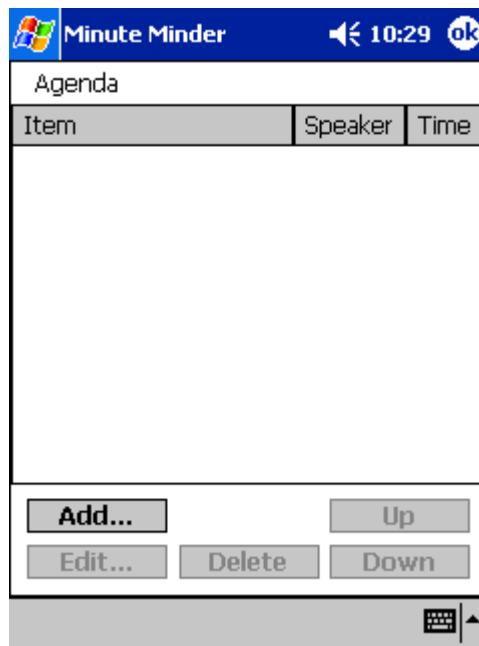 Minute Minder 10:29 ok
Agenda
Item Speaker Time
Add... Up
Edit... Delete Down